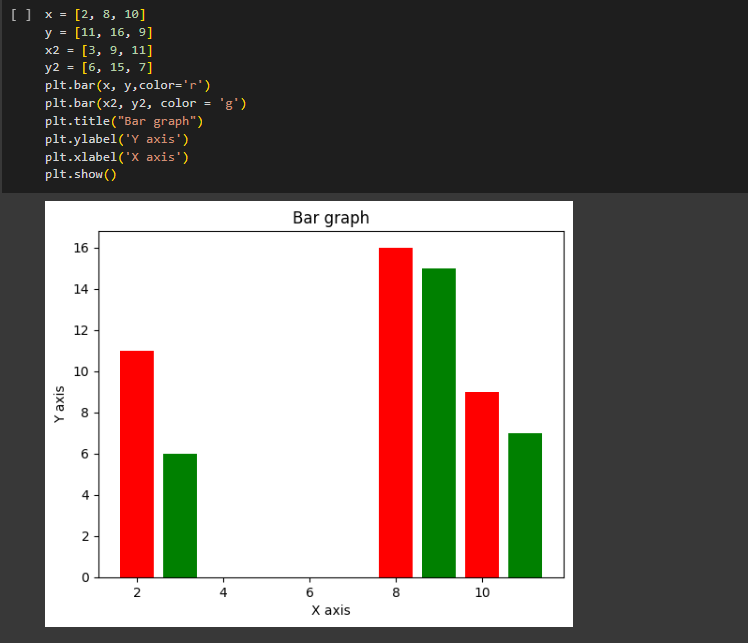 [ ] x = [2, 8, 10]
y = [11, 16, 9]
x2 = [3, 9, 11]
y2 = [6, 15, 7]
plt.bar(x, y,color='r')
plt.bar(x2, y2, color = 'g')
plt.title("Bar graph")
plt.ylabel('Y axis')
plt.xlabel('X axis')
plt.show()
Bar graph
16
14
12
10
8
6
4
2
0
Y axis
2 4 6 8 10
X axis